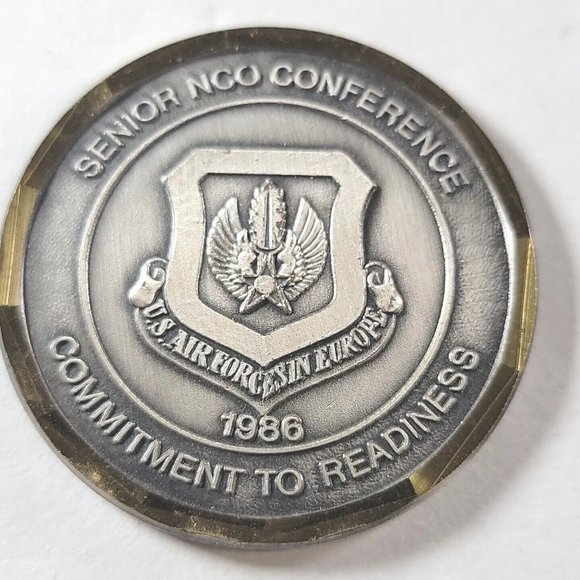 SENIOR NCO CONFERENCE
U.S. AIR FORCES IN EUROPE
1986
COMMITMENT TO READINESS